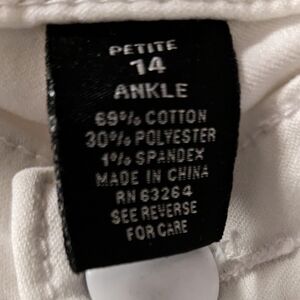 PETITE
14
ANKLE
69% COTTON
30% POLYESTER
1% SPANDEX
MADE IN CHINA
RN 63264
SEE REVERSE
FOR CARE